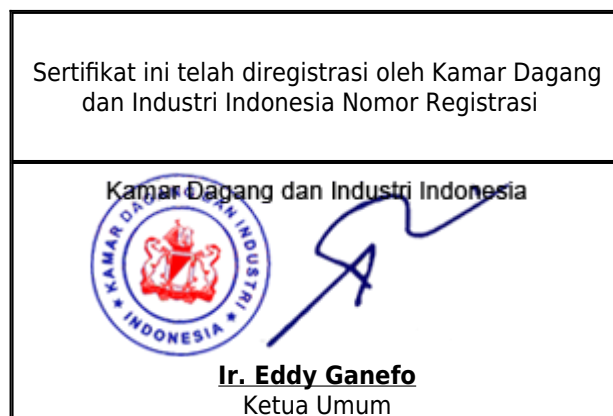 Sertifikat ini telah diregistrasi oleh Kamar Dagang
dan Industri Indonesia Nomor Registrasi
Kamar Dagang dan Industri Indonesia
KAMAR DAGANG DAN INDUSTRI
INDONESIA
Ir. Eddy Ganefo
Ketua Umum